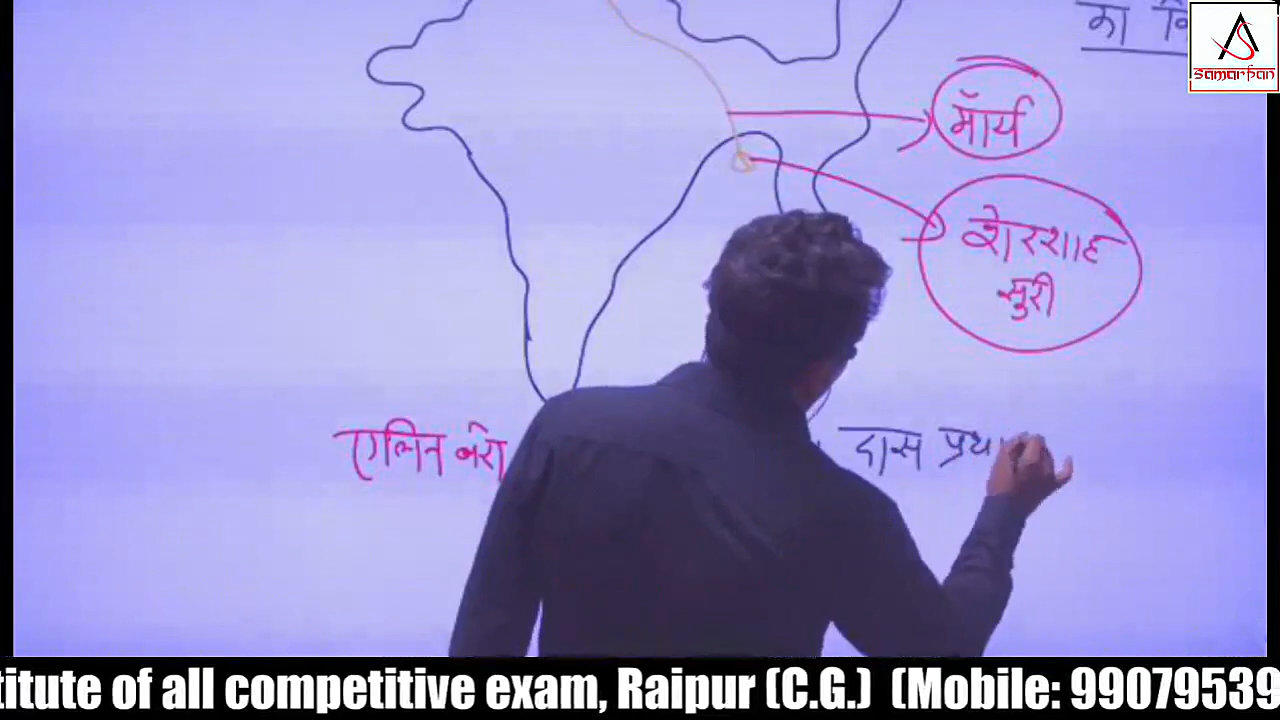 का
SAMARPAN
मॉर्य
शेरशाह
सुरी
एलिन बरो दास प्रथा
titute of all competitive exam, Raipur (C.G.) (Mobile: 99079539